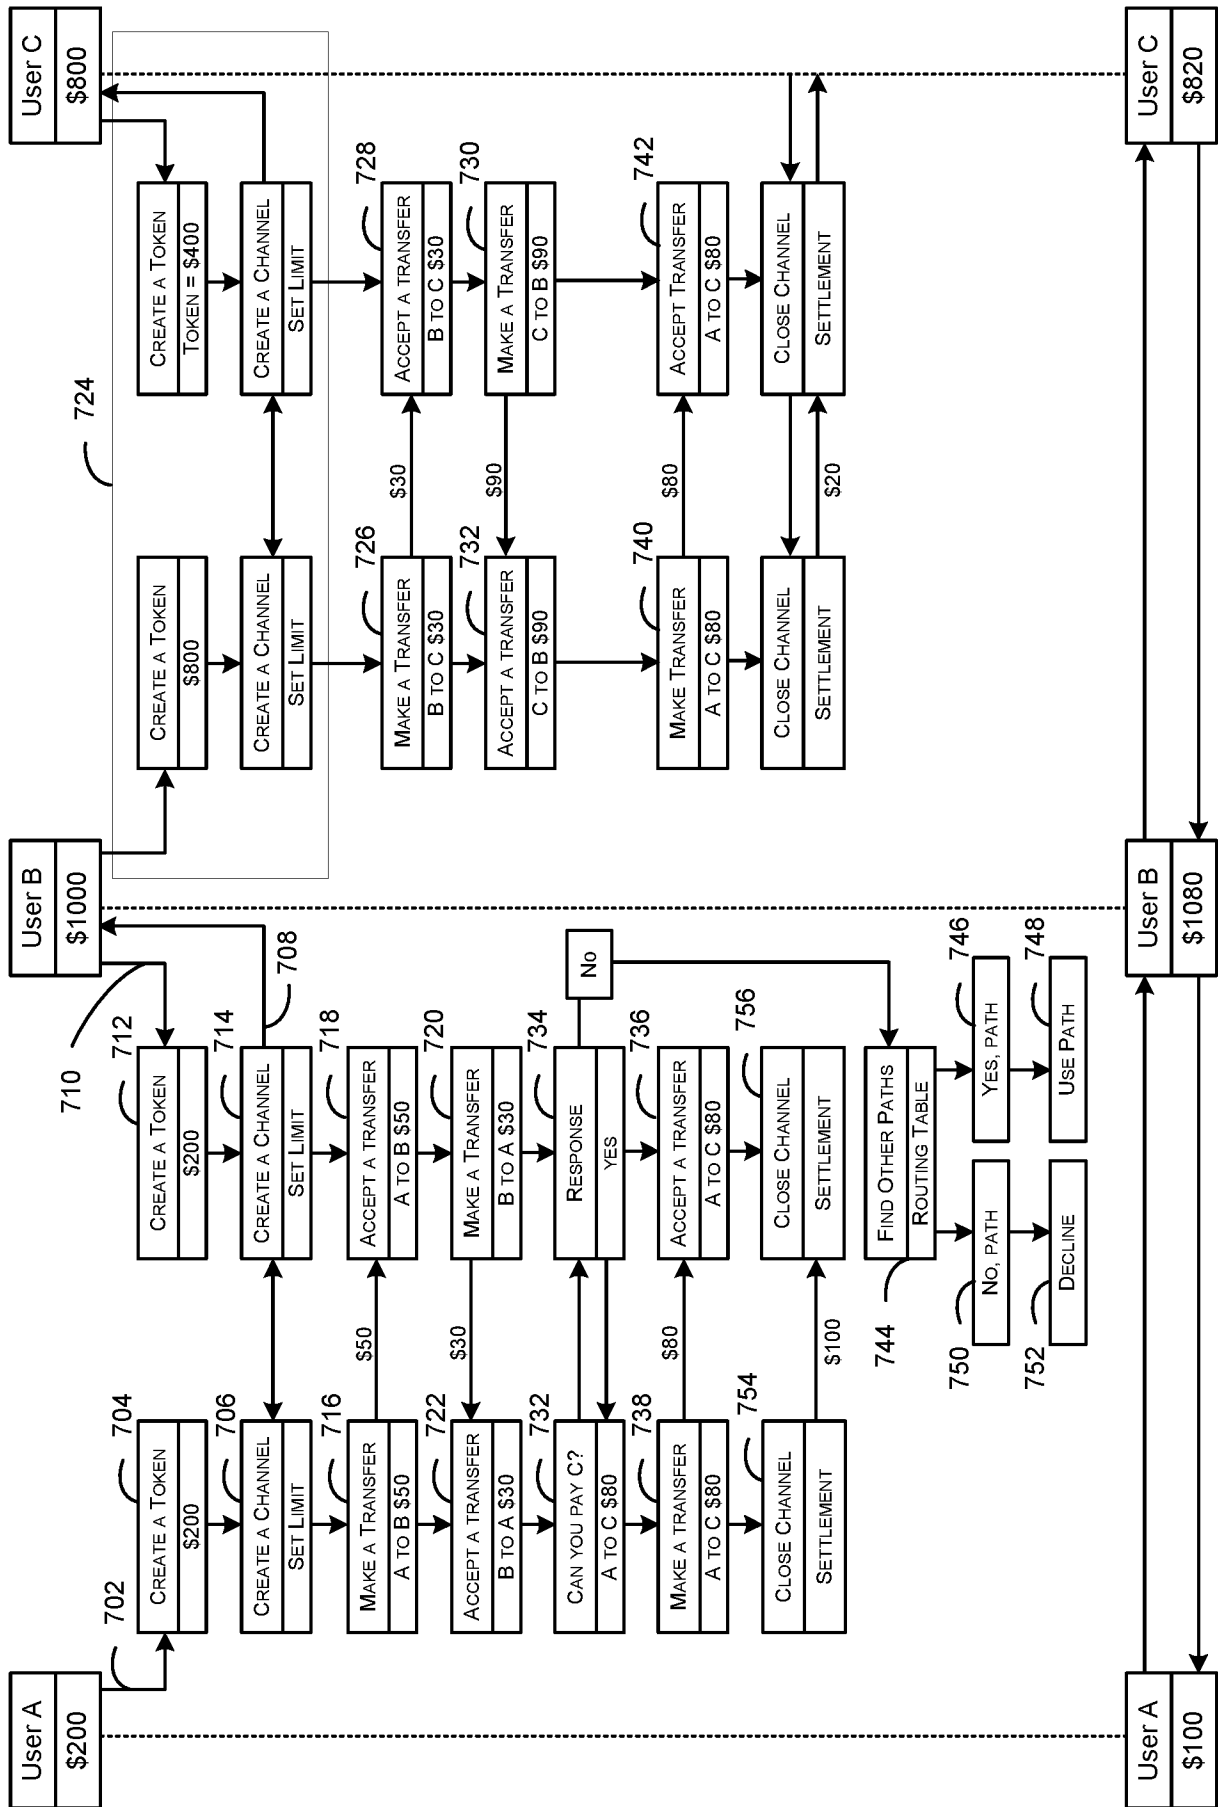 User A
$200
User B
$1000
User C
$800
702
704
CREATE A TOKEN
$200
710
712
CREATE A TOKEN
$200
CREATE A TOKEN
$800
724
CREATE A TOKEN
TOKEN = $400
706
CREATE A CHANNEL
SET LIMIT
714
CREATE A CHANNEL
SET LIMIT
708
CREATE A CHANNEL
SET LIMIT
CREATE A CHANNEL
SET LIMIT
716
MAKE A TRANSFER
A TO B $50
$50
718
ACCEPT A TRANSFER
A TO B $50
726
MAKE A TRANSFER
B TO C $30
$30
728
ACCEPT A TRANSFER
B TO C $30
722
ACCEPT A TRANSFER
B TO A $30
$30
720
MAKE A TRANSFER
B TO A $30
732
ACCEPT A TRANSFER
C TO B $90
$90
730
MAKE A TRANSFER
C TO B $90
732
CAN YOU PAY C?
A TO C $80
734
RESPONSE
YES
NO
738
MAKE A TRANSFER
A TO C $80
$80
736
ACCEPT A TRANSFER
A TO C $80
740
MAKE TRANSFER
A TO C $80
$80
742
ACCEPT TRANSFER
A TO C $80
754
CLOSE CHANNEL
SETTLEMENT
$100
756
CLOSE CHANNEL
SETTLEMENT
CLOSE CHANNEL
SETTLEMENT
$20
CLOSE CHANNEL
SETTLEMENT
744
FIND OTHER PATHS
ROUTING TABLE
750
NO, PATH
746
YES, PATH
752
DECLINE
748
USE PATH
User A
$100
User B
$1080
User C
$820